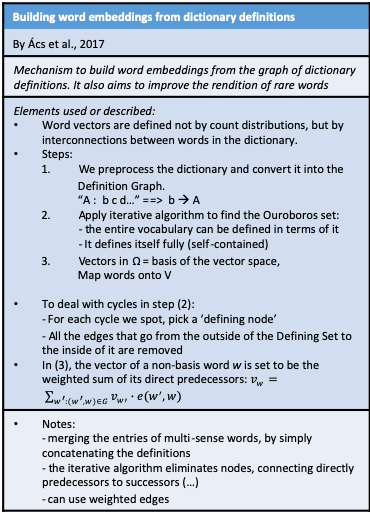 Building word embeddings from dictionary definitions
By Ács et al., 2017
Mechanism to build word embeddings from the graph of dictionary
definitions. It also aims to improve the rendition of rare words
Elements used or described:
• Word vectors are defined not by count distributions, but by
interconnections between words in the dictionary.
• Steps:
1. We preprocess the dictionary and convert it into the
Definition Graph.
“A : b c d…” ==> b → A
2. Apply iterative algorithm to find the Ouroboros set:
- the entire vocabulary can be defined in terms of it
- It defines itself fully (self-contained)
3. Vectors in Ω = basis of the vector space,
Map words onto V
• To deal with cycles in step (2):
- For each cycle we spot, pick a ‘defining node’
- All the edges that go from the outside of the Defining Set to
the inside of it are removed
• In (3), the vector of a non-basis word w is set to be the
weighted sum of its direct predecessors: v_w =
∑_{w′:(w′,w)∈G} v_{w′} · e(w′, w)
• Notes:
- merging the entries of multi-sense words, by simply
concatenating the definitions
- the iterative algorithm eliminates nodes, connecting directly
predecessors to successors (…)
- can use weighted edges